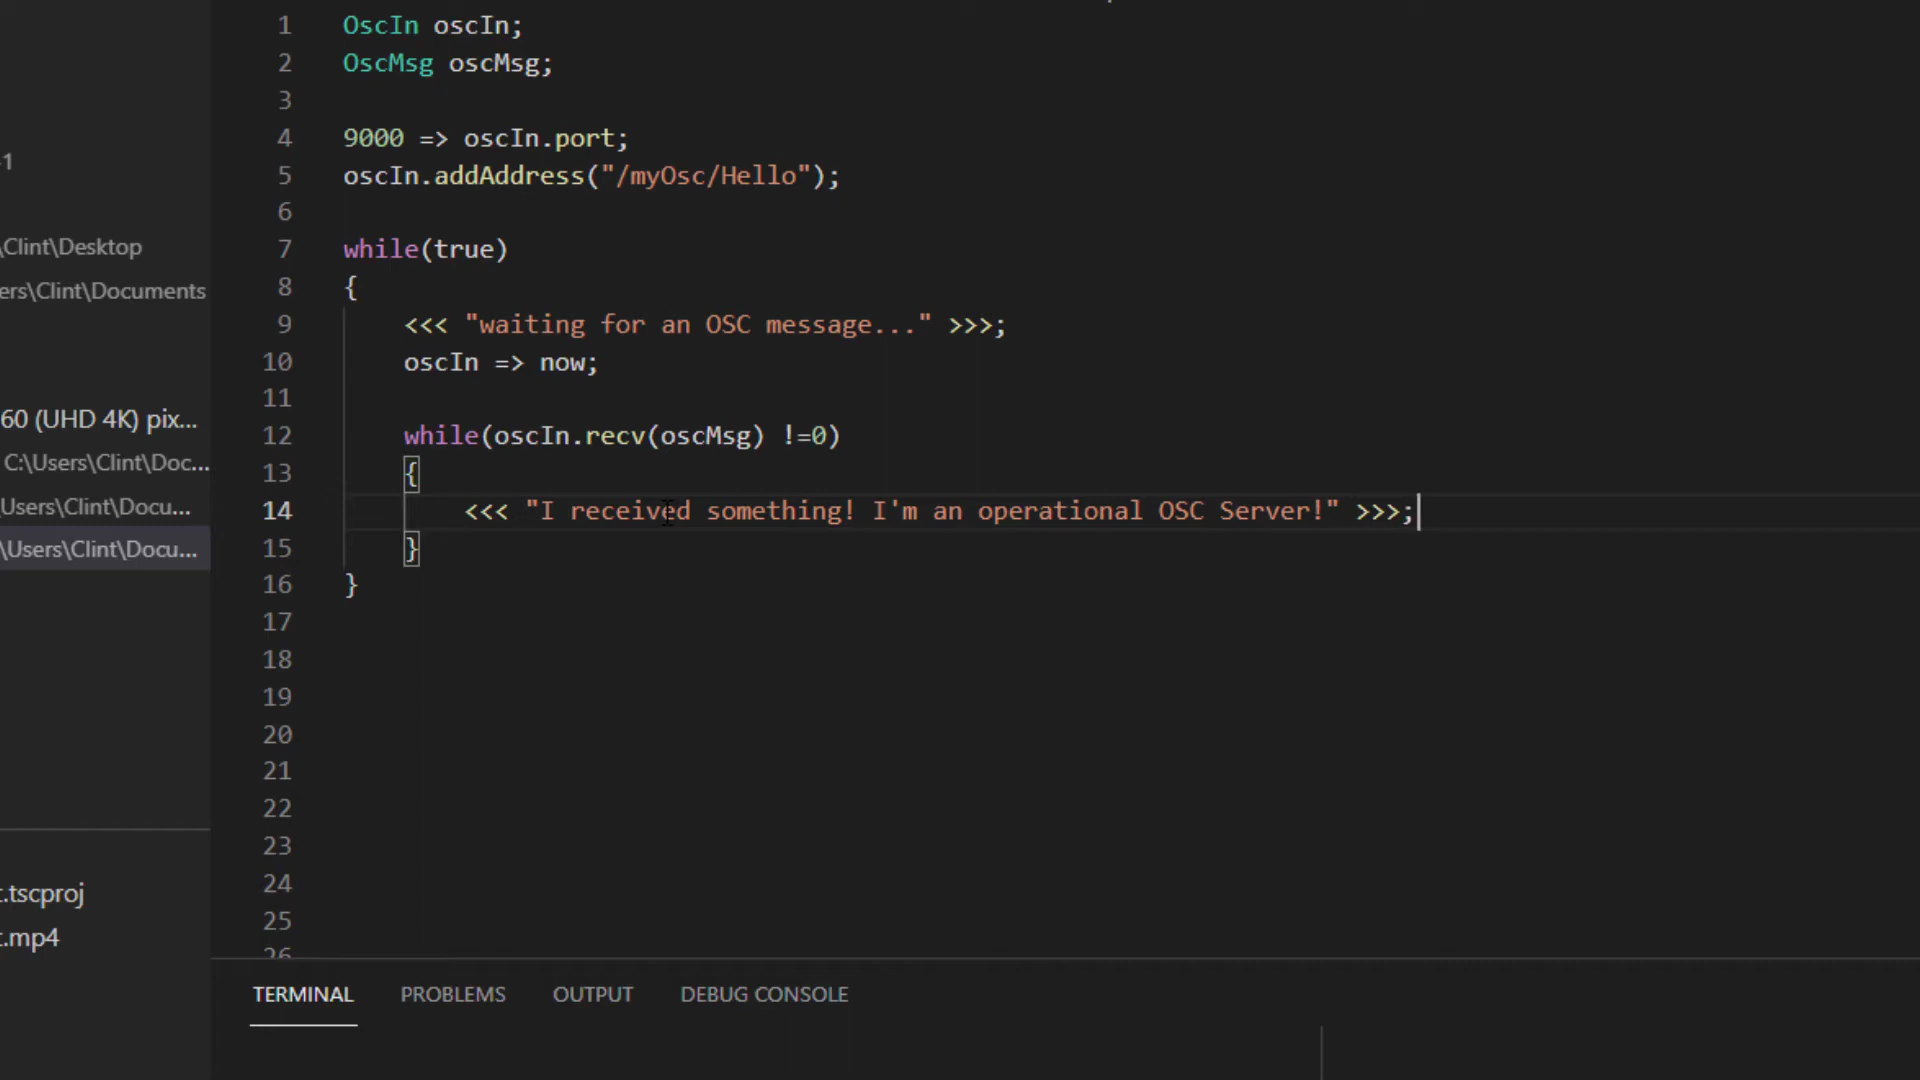 1 OscIn oscIn;
2 OscMsg oscMsg;
3
4 9000 => oscIn.port;
5 oscIn.addAddress("/myOsc/Hello");
6
7 while(true)
8 {
9 <<< "waiting for an OSC message..." >>>;
10 oscIn => now;
11
12 while(oscIn.recv(oscMsg) !=0)
13 {
14 <<< "I received something! I'm an operational OSC Server!" >>>;
15 }
16 }
17
18
19
20
21
22
23
24
25
26
-1
\Clint\Desktop
ers\Clint\Documents
60 (UHD 4K) pix...
C:\Users\Clint\Doc...
Users\Clint\Docu...
\Users\Clint\Docu...
t.tscproj
t.mp4
TERMINAL PROBLEMS OUTPUT DEBUG CONSOLE